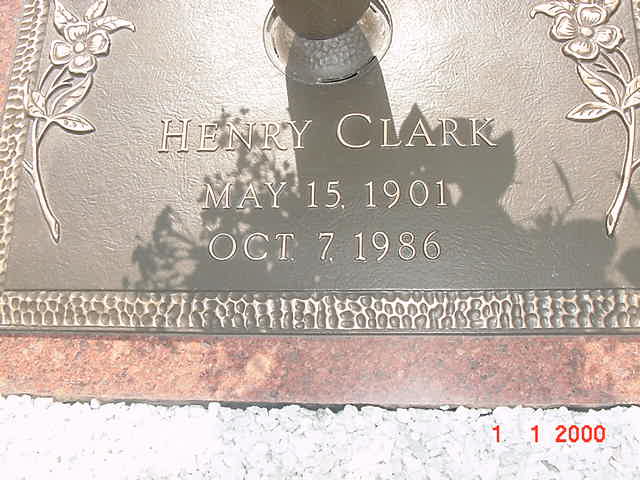 HENRY CLARK
MAY 15, 1901
OCT. 7, 1986
1 1 2000